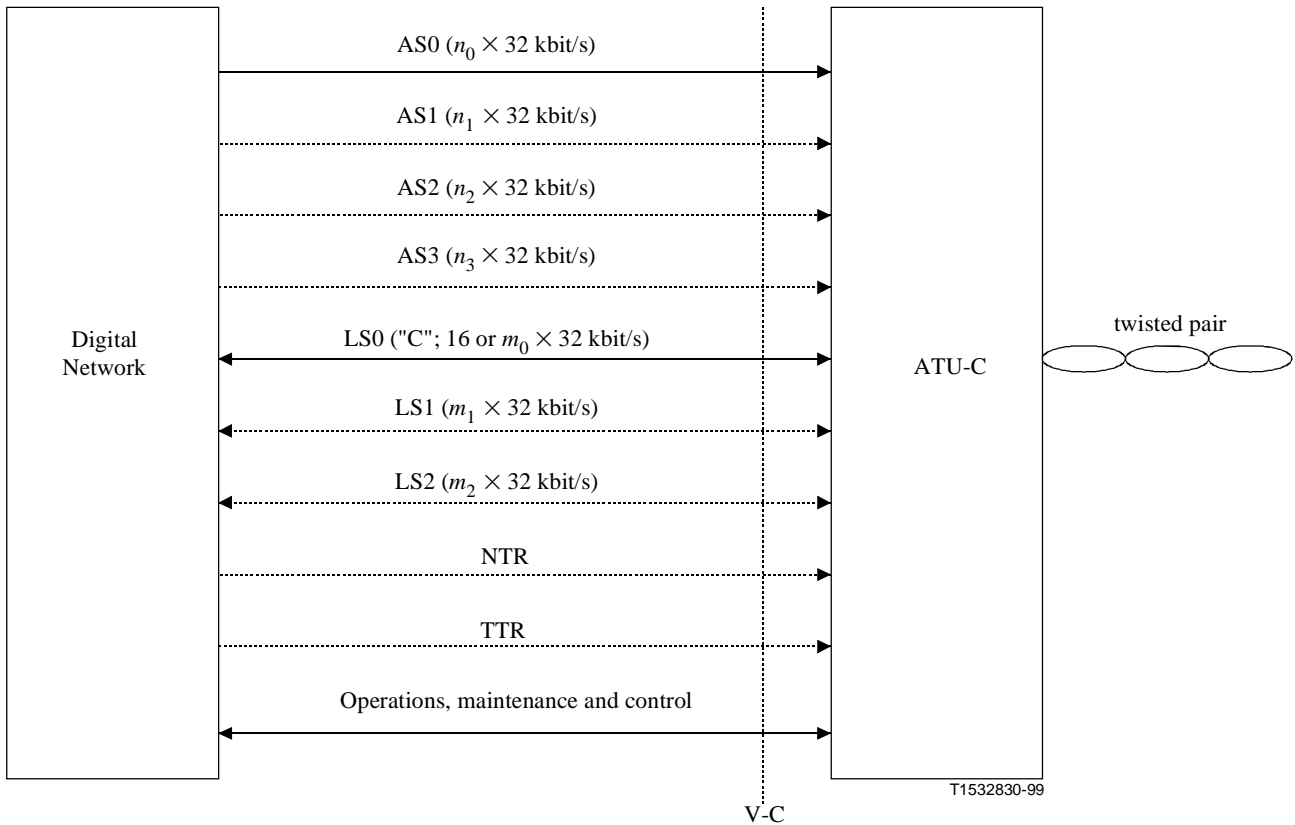 AS0 (n0 × 32 kbit/s)
AS1 (n1 × 32 kbit/s)
AS2 (n2 × 32 kbit/s)
AS3 (n3 × 32 kbit/s)
Digital
Network
LS0 ("C"; 16 or m0 × 32 kbit/s)
ATU-C
twisted pair
LS1 (m1 × 32 kbit/s)
LS2 (m2 × 32 kbit/s)
NTR
TTR
Operations, maintenance and control
T1532830-99
V-C